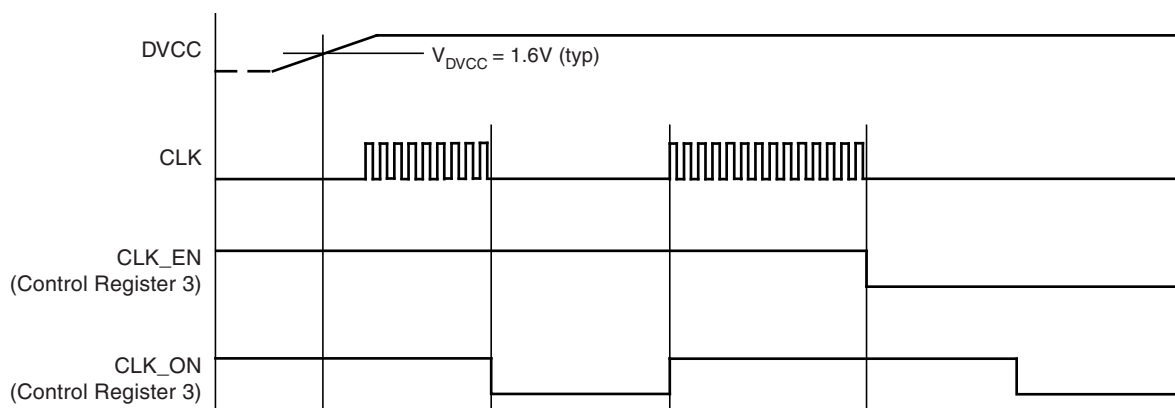 DVCC
V_DVCC = 1.6V (typ)
CLK
CLK_EN
(Control Register 3)
CLK_ON
(Control Register 3)